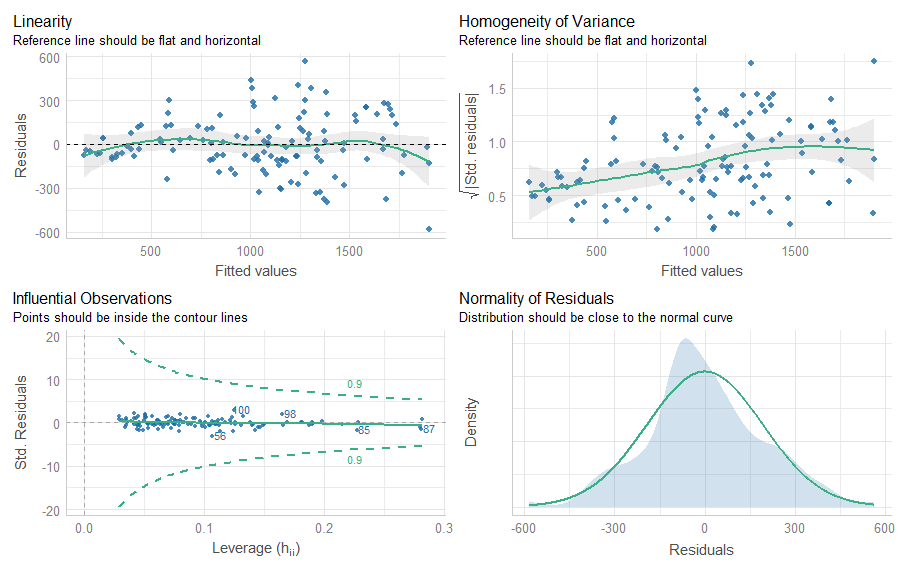 Linearity
Reference line should be flat and horizontal
600
300
0
-300
-600
Residuals
500
1000
1500
Fitted values
Homogeneity of Variance
Reference line should be flat and horizontal
1.5
1.0
0.5
√|Std. residuals|
500
1000
1500
Fitted values
Influential Observations
Points should be inside the contour lines
20
10
0
-10
-20
Std. Residuals
0.9
100
98
56
85
87
0.9
0.0
0.1
0.2
0.3
Leverage (hᵢᵢ)
Normality of Residuals
Distribution should be close to the normal curve
Density
-600
-300
0
300
600
Residuals